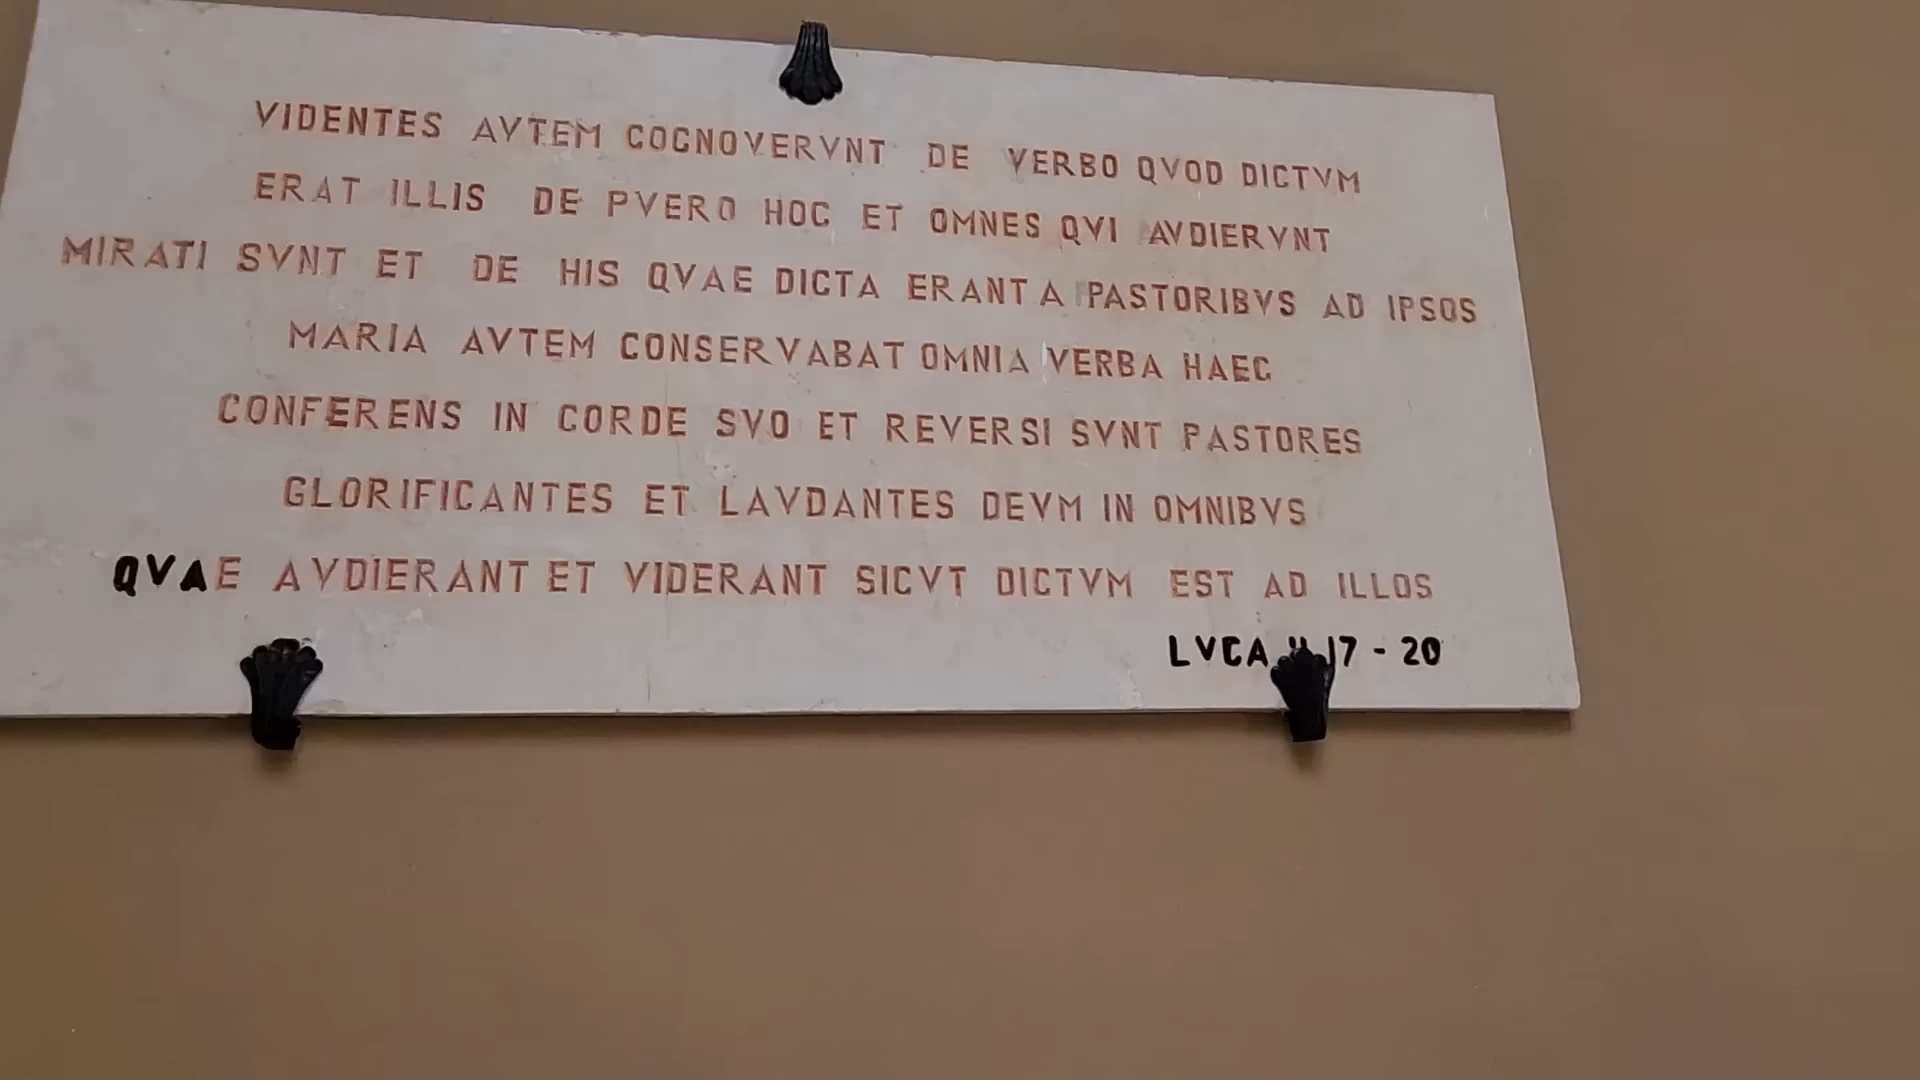 VIDENTES AVTEM COGNOVERVNT DE VERBO QVOD DICTVM
ERAT ILLIS DE PVERO HOC ET OMNES QVI AVDIERVNT
MIRATI SVNT ET DE HIS QVAE DICTA ERANT A PASTORIBVS AD IPSOS
MARIA AVTEM CONSERVABAT OMNIA VERBA HAEC
CONFERENS IN CORDE SVO ET REVERSI SVNT PASTORES
GLORIFICANTES ET LAVDANTES DEVM IN OMNIBVS
QVAE AVDIERANT ET VIDERANT SICVT DICTVM EST AD ILLOS
LVCA 17 - 20